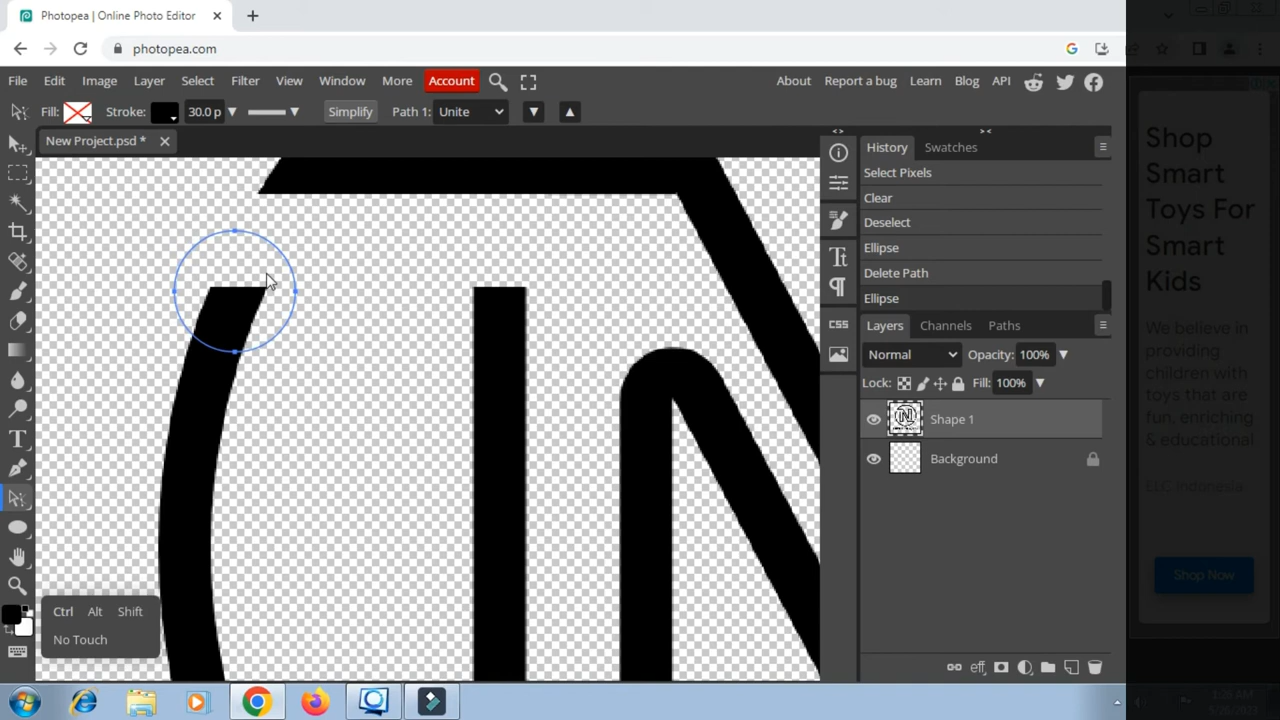 Photopea | Online Photo Editor
photopea.com
File Edit Image Layer Select Filter View Window More Account About Report a bug Learn Blog API
Fill: Stroke: 30.0 p Simplify Path 1: Unite
New Project.psd *
History Swatches
Select Pixels
Clear
Deselect
Ellipse
Delete Path
Ellipse
Layers Channels Paths
Normal Opacity: 100%
Lock: Fill: 100%
Shape 1
Background
CSS
eff
Ctrl Alt Shift
No Touch
Shop
Smart
Toys For
Smart
Kids
We believe in
providing
children with
toys that are
fun, enriching
& educational
ELC Indonesia
Shop Now